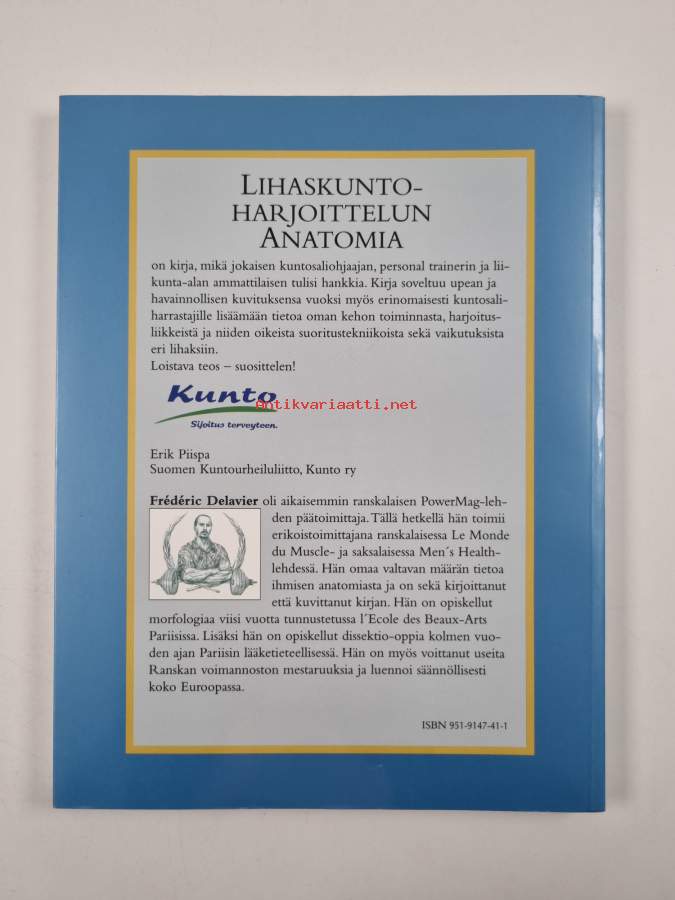 LIHASKUNTO-
HARJOITTELUN
ANATOMIA
on kirja, mikä jokaisen kuntosaliohjaajan, personal trainerin ja lii-
kunta-alan ammattilaisen tulisi hankkia. Kirja soveltuu upean ja
havainnollisen kuvituksensa vuoksi myös erinomaisesti kuntosali-
harrastajille lisäämään tietoa oman kehon toiminnasta, harjoitus-
liikkeistä ja niiden oikeista suoritustekniikoista sekä vaikutuksista
eri lihaksiin.
Loistava teos – suosittelen!
Kunto
Antikvariaatti.net
Sijoitus terveyteen.
Erik Piispa
Suomen Kuntourheiluliitto, Kunto ry
Frédéric Delavier oli aikaisemmin ranskalaisen PowerMag-leh-
den päätoimittaja. Tällä hetkellä hän toimii
erikoistoimittajana ranskalaisessa Le Monde
du Muscle- ja saksalaisessa Men´s Health-
lehdessä. Hän omaa valtavan määrän tietoa
ihmisen anatomiasta ja on sekä kirjoittanut
että kuvittanut kirjan. Hän on opiskellut
morfologiaa viisi vuotta tunnustetussa l´Ecole des Beaux-Arts
Pariisissa. Lisäksi hän on opiskellut dissektio-oppia kolmen vuo-
den ajan Pariisin lääketieteellisessä. Hän on myös voittanut useita
Ranskan voimannoston mestaruuksia ja luennoi säännöllisesti
koko Euroopassa.
ISBN 951-9147-41-1